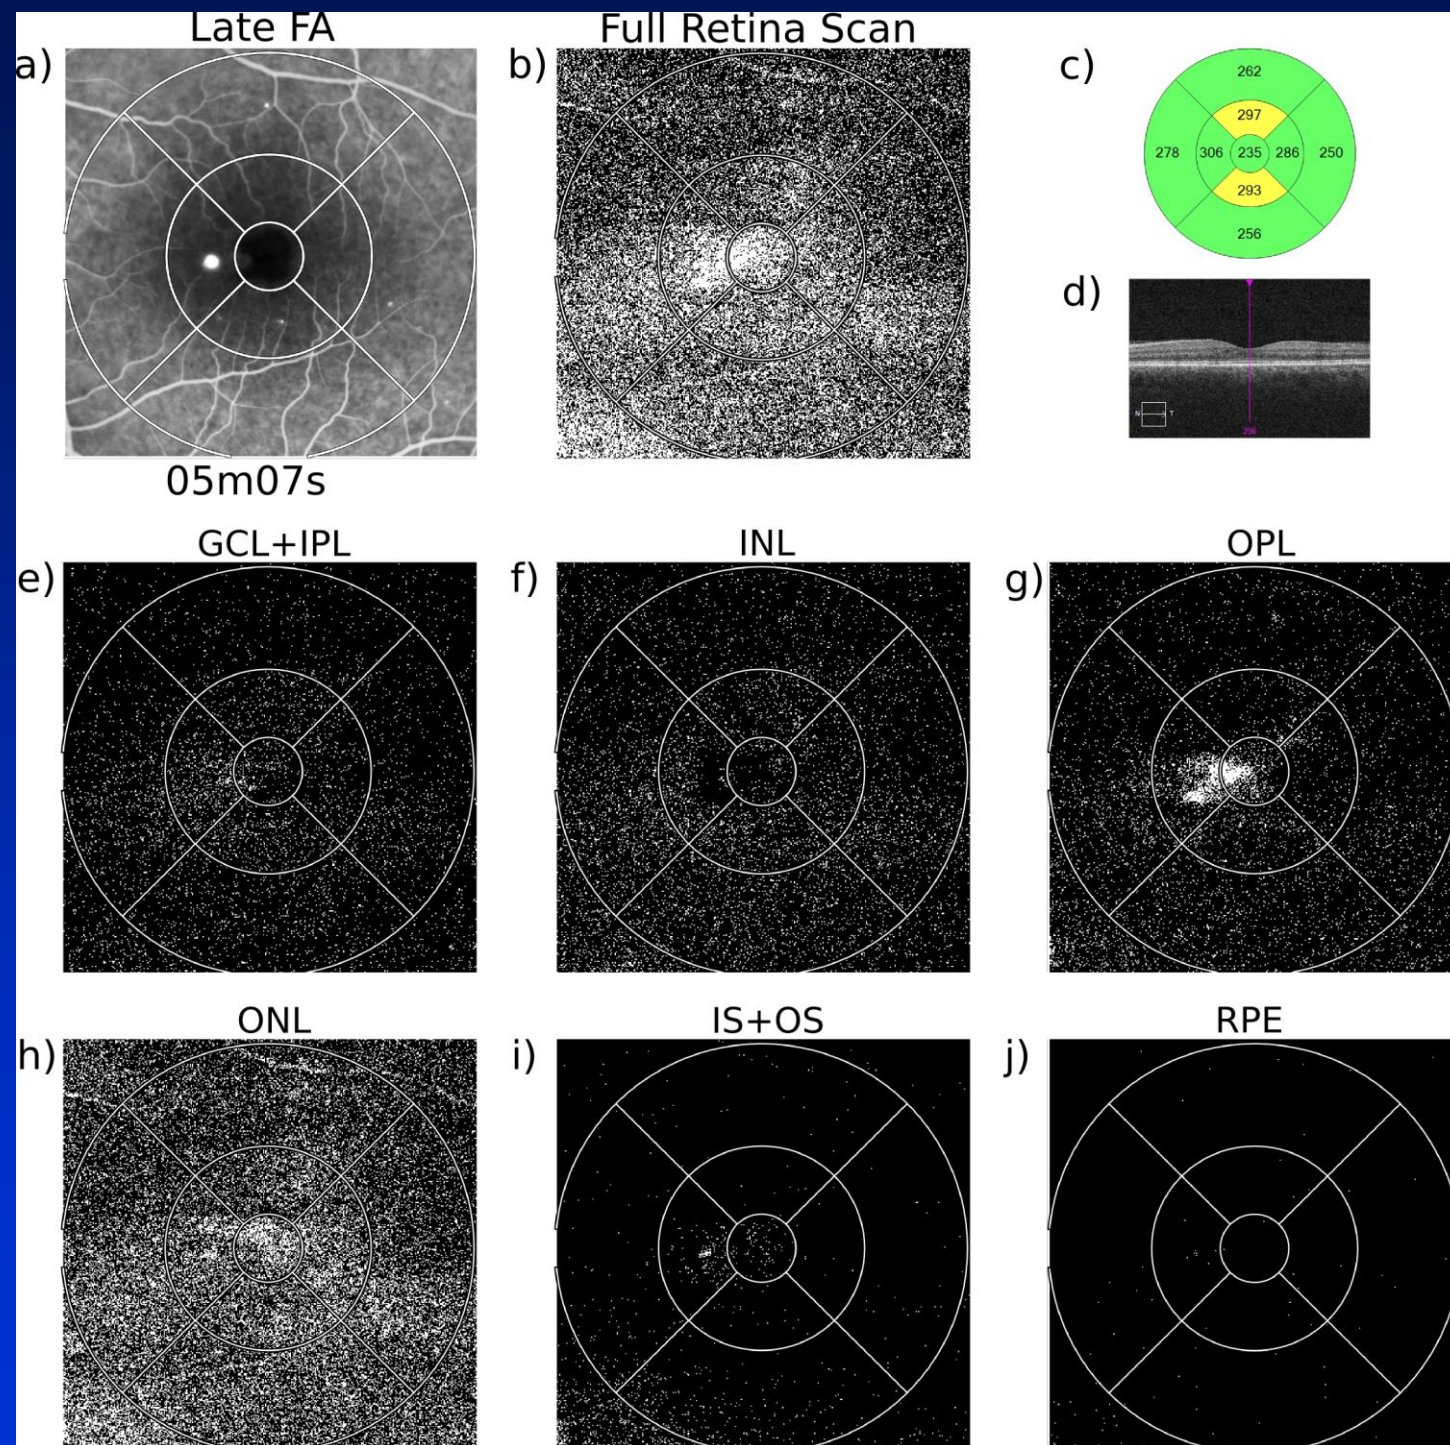 Late FA
Full Retina Scan
a)
b)
c)
262
297
278 306 235 286 250
293
256
d)
N T
256
05m07s
GCL+IPL
INL
OPL
e)
f)
g)
ONL
IS+OS
RPE
h)
i)
j)